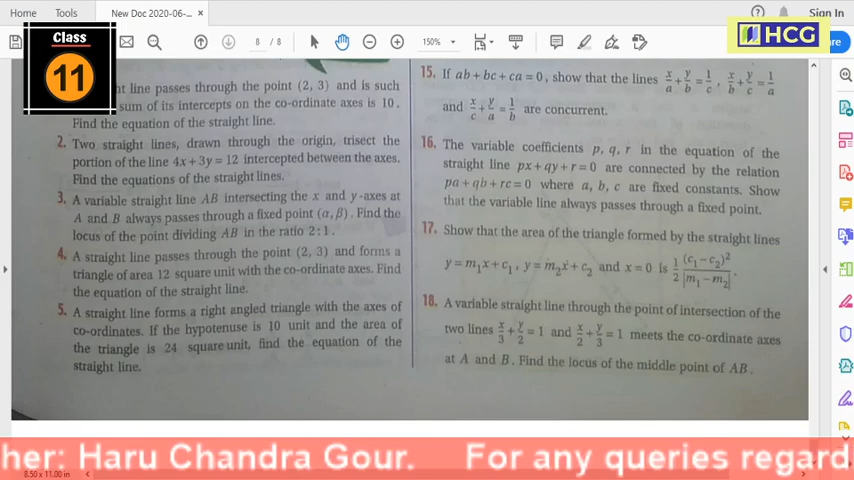 Home
Tools
New Doc 2020-06-...
×
Sign In
Class
11
8 / 8
150%
HCG
ht line passes through the point (2, 3) and is such
sum of its intercepts on the co-ordinate axes is 10.
Find the equation of the straight line.
2. Two straight lines, drawn through the origin, trisect the
portion of the line 4x + 3y = 12 intercepted between the axes.
Find the equations of the straight lines.
3. A variable straight line AB intersecting the x and y-axes at
A and B always passes through a fixed point (α, β). Find the
locus of the point dividing AB in the ratio 2:1.
4. A straight line passes through the point (2, 3) and forms a
triangle of area 12 square unit with the co-ordinate axes. Find
the equation of the straight line.
5. A straight line forms a right angled triangle with the axes of
co-ordinates. If the hypotenuse is 10 unit and the area of
the triangle is 24 square unit, find the equation of the
straight line.
15. If ab + bc + ca = 0, show that the lines x/a + y/b = 1/c , x/b + y/c = 1/a
and x/c + y/a = 1/b are concurrent.
16. The variable coefficients p, q, r in the equation of the
straight line px + qy + r = 0 are connected by the relation
pa + qb + rc = 0 where a, b, c are fixed constants. Show
that the variable line always passes through a fixed point.
17. Show that the area of the triangle formed by the straight lines
y = m₁x + c₁ , y = m₂x + c₂ and x = 0 is 1/2 (c₁ – c₂)²/|m₁ – m₂| .
18. A variable straight line through the point of intersection of the
two lines x/3 + y/2 = 1 and x/2 + y/3 = 1 meets the co-ordinate axes
at A and B. Find the locus of the middle point of AB.
her: Haru Chandra Gour. For any queries regard
8.50 x 11.00 in